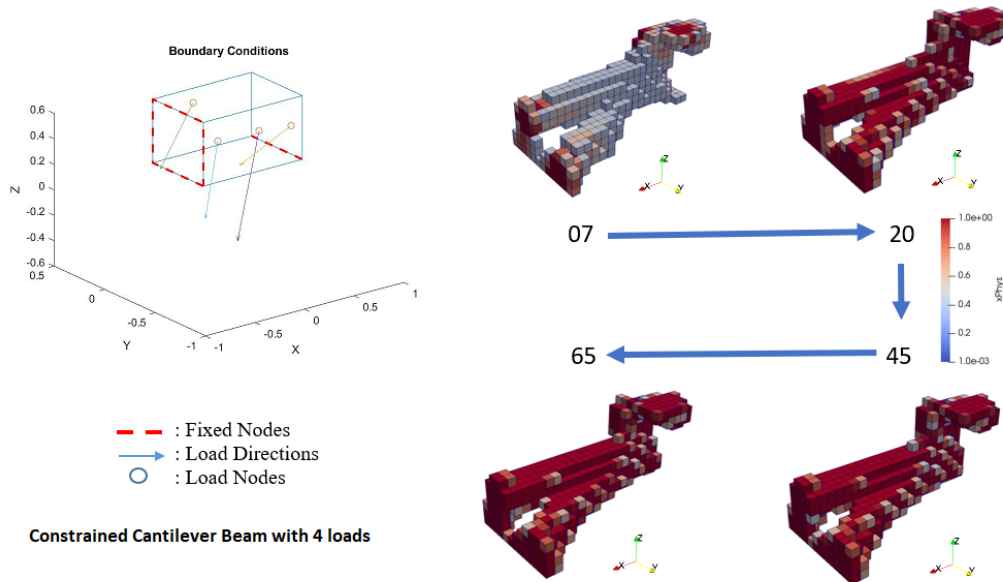 Boundary Conditions
0.6
0.4
0.2
0
-0.2
-0.4
-0.6
Z
0.5
0
-0.5
-1
Y
-1
-0.5
0
0.5
1
X
: Fixed Nodes
: Load Directions
: Load Nodes
Constrained Cantilever Beam with 4 loads
Z
X
Y
Z
X
Y
07
20
1.0e+00
0.8
0.6
0.4
0.2
1.0e-03
xPhys
65
45
Z
X
Y
Z
X
Y